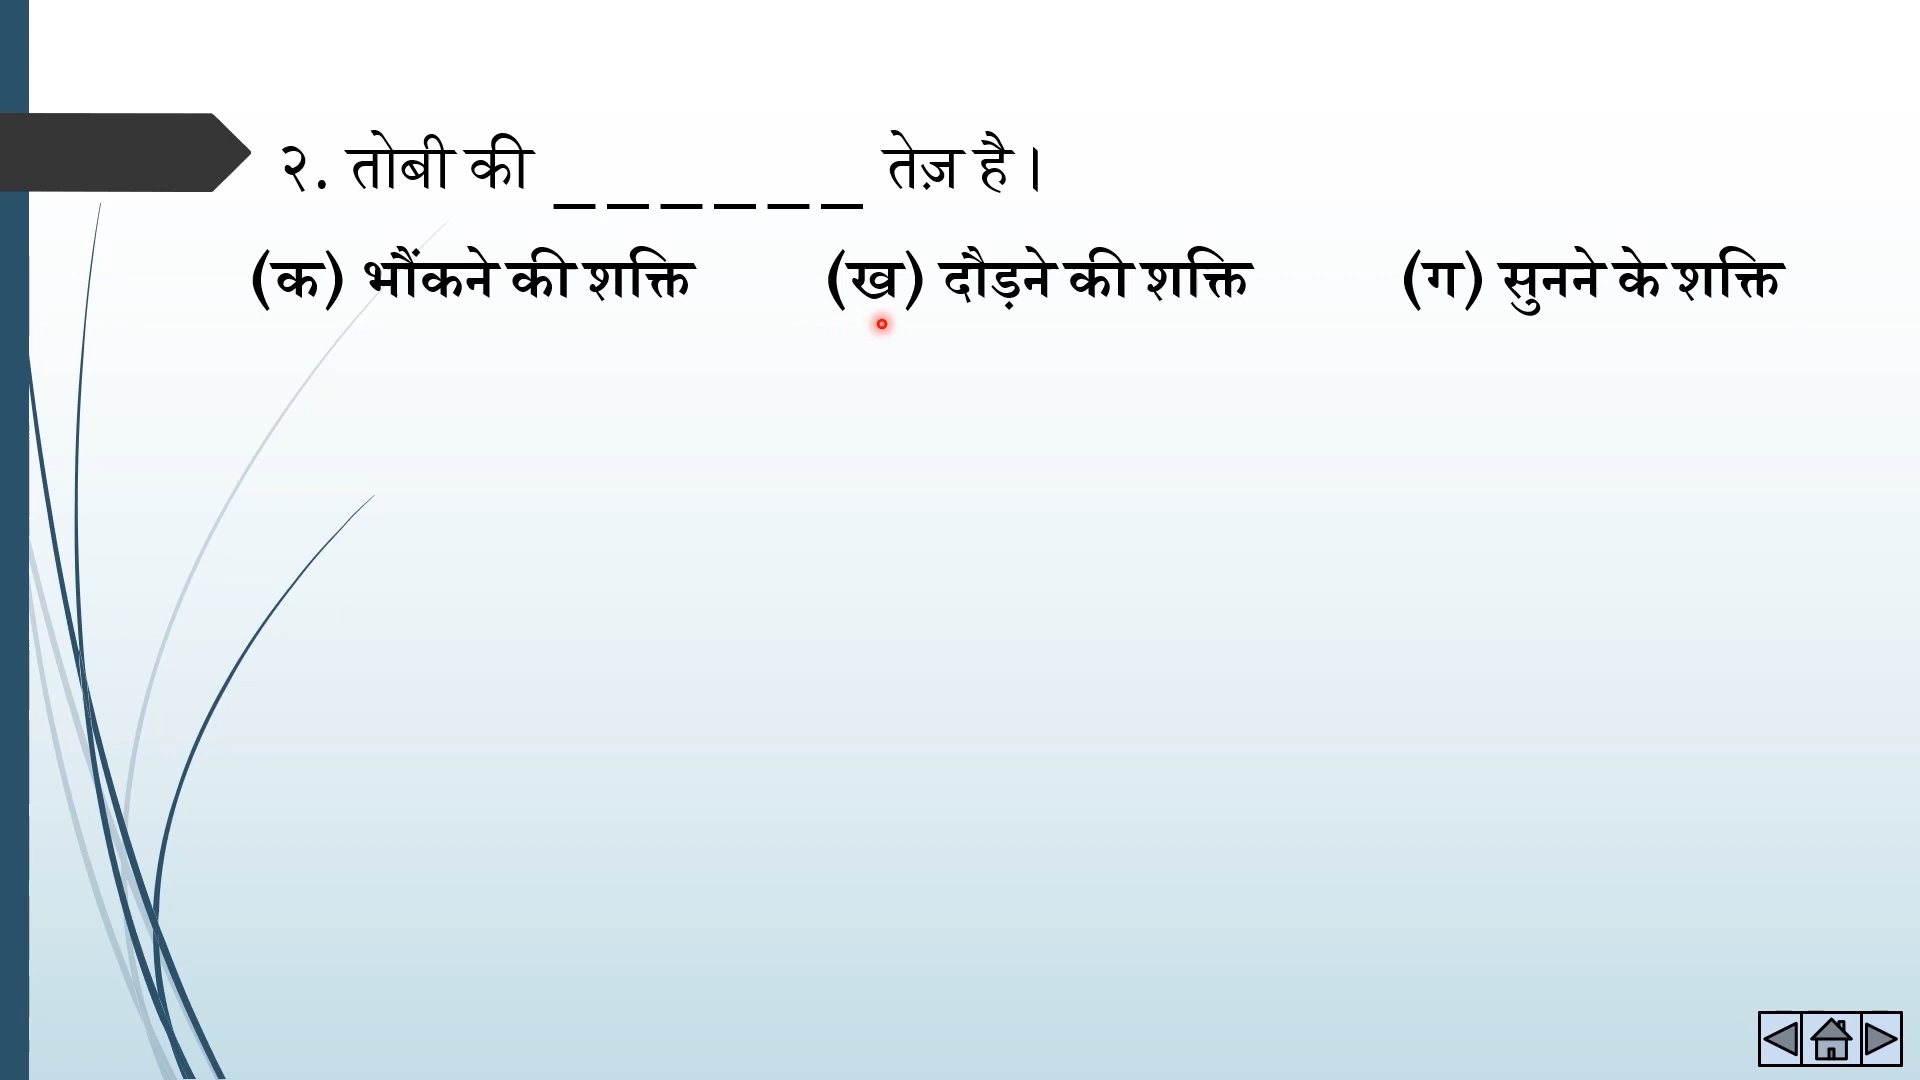 २. तोबी की _ _ _ _ _ _ तेज़ है।
(क) भौंकने की शक्ति (ख) दौड़ने की शक्ति (ग) सुनने के शक्ति